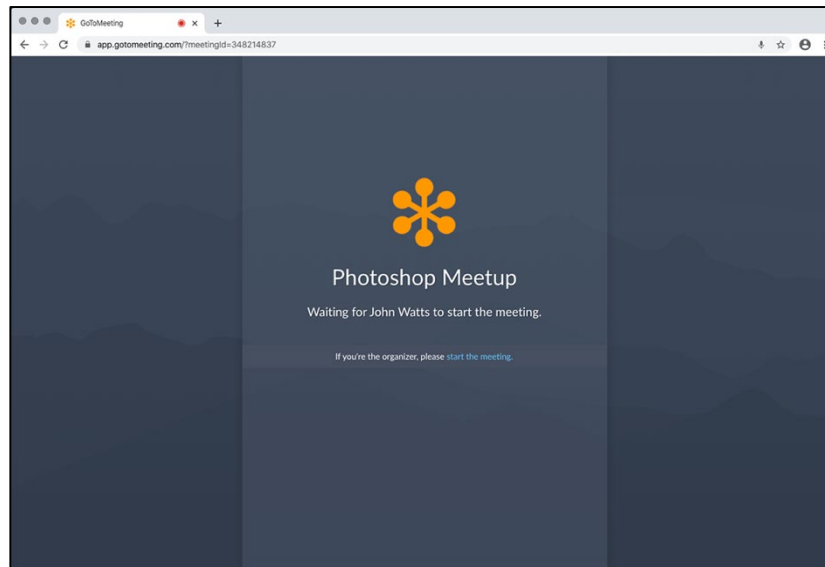 GoToMeeting
app.gotomeeting.com/?meetingId=348214837
Photoshop Meetup
Waiting for John Watts to start the meeting.
If you're the organizer, please start the meeting.